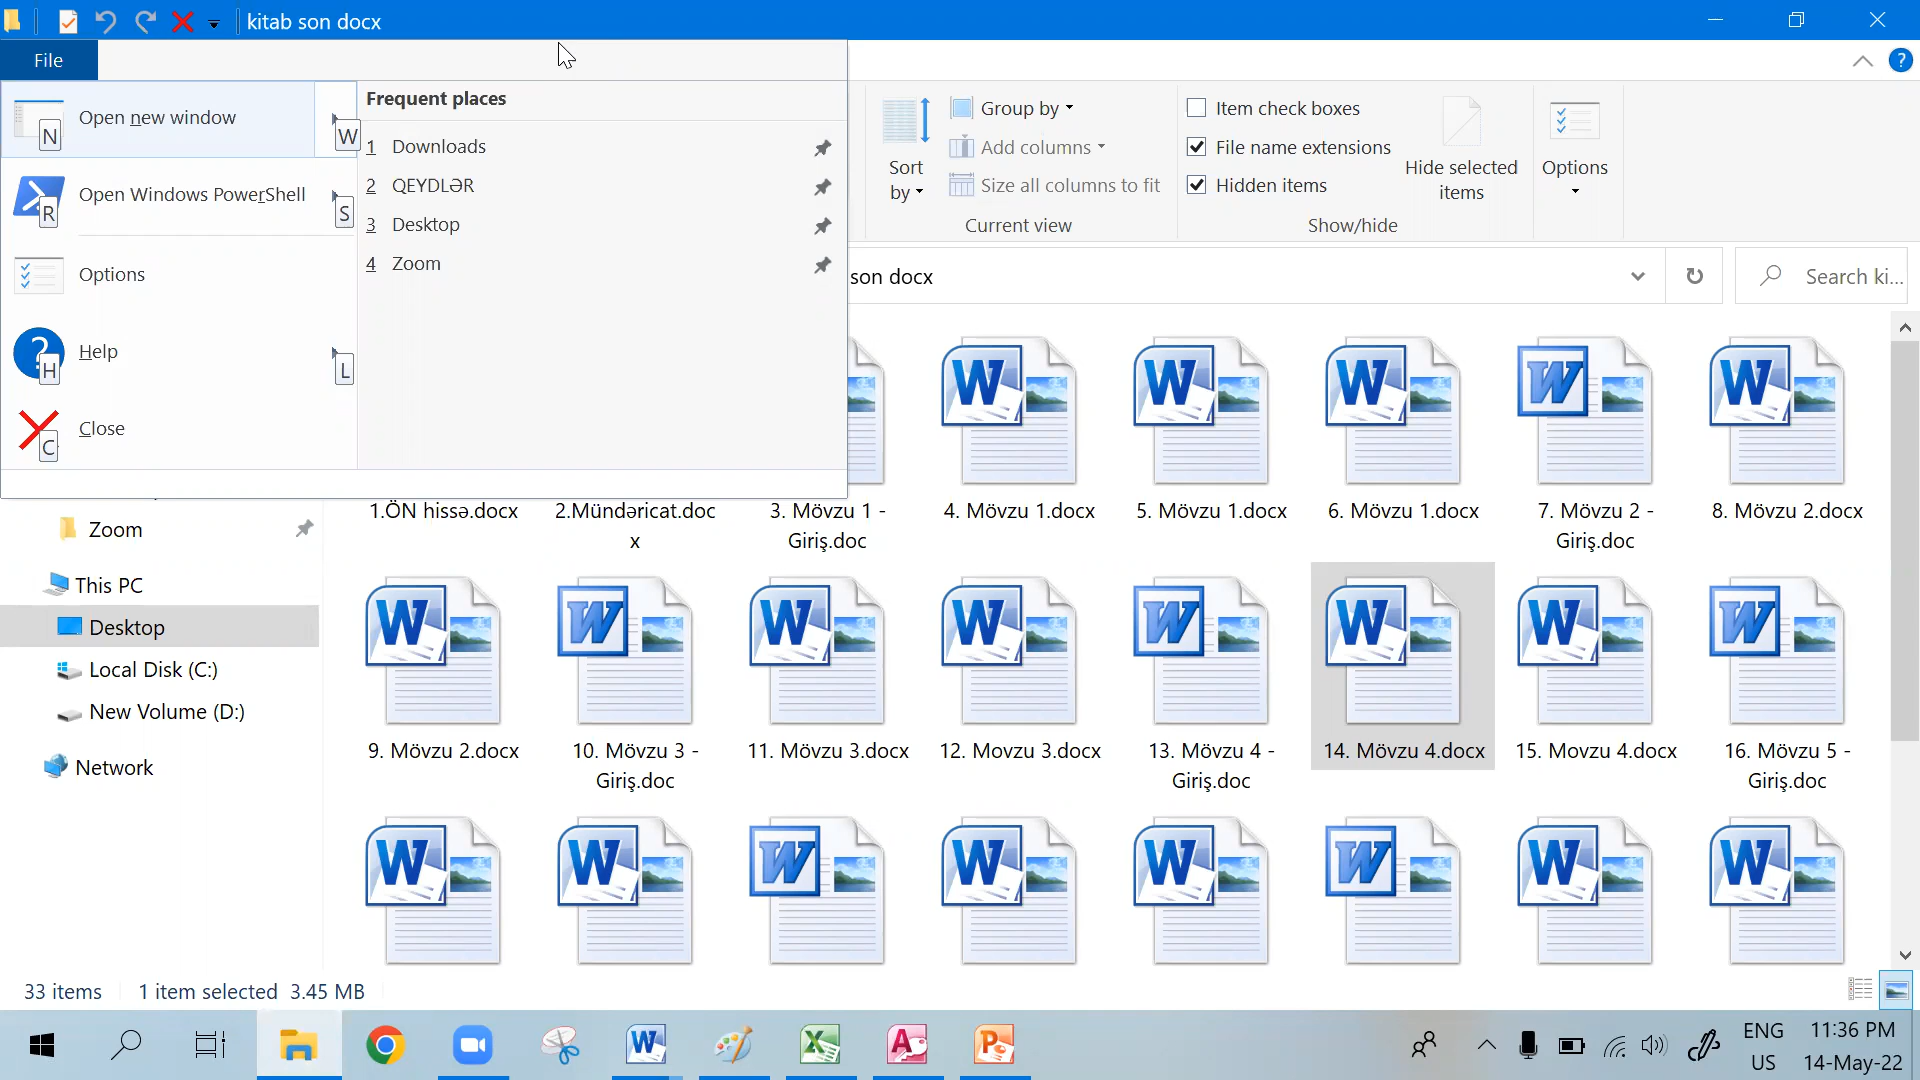 kitab son docx
File
Open new window
N
W
Open Windows PowerShell
R
S
Options
Help
H
L
Close
C
Frequent places
1 Downloads
2 QEYDLƏR
3 Desktop
4 Zoom
Sort
by
Group by
Add columns
Size all columns to fit
Current view
Item check boxes
File name extensions
Hidden items
Hide selected
items
Show/hide
Options
son docx
Search ki...
Zoom
This PC
Desktop
Local Disk (C:)
New Volume (D:)
Network
1.ÖN hissə.docx
2.Mündəricat.doc
x
3. Mövzu 1 -
Giriş.doc
4. Mövzu 1.docx
5. Mövzu 1.docx
6. Mövzu 1.docx
7. Mövzu 2 -
Giriş.doc
8. Mövzu 2.docx
9. Mövzu 2.docx
10. Mövzu 3 -
Giriş.doc
11. Mövzu 3.docx
12. Movzu 3.docx
13. Mövzu 4 -
Giriş.doc
14. Mövzu 4.docx
15. Movzu 4.docx
16. Mövzu 5 -
Giriş.doc
33 items
1 item selected 3.45 MB
ENG
US
11:36 PM
14-May-22